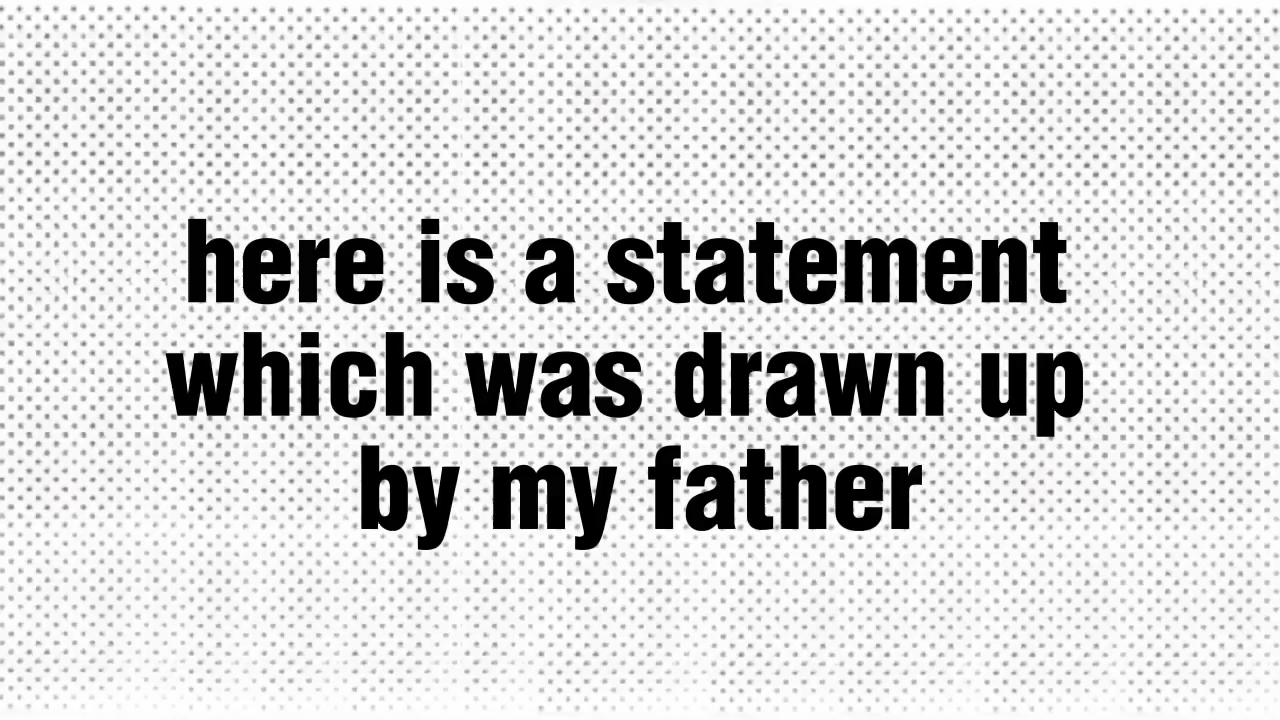 here is a statement
which was drawn up
by my father